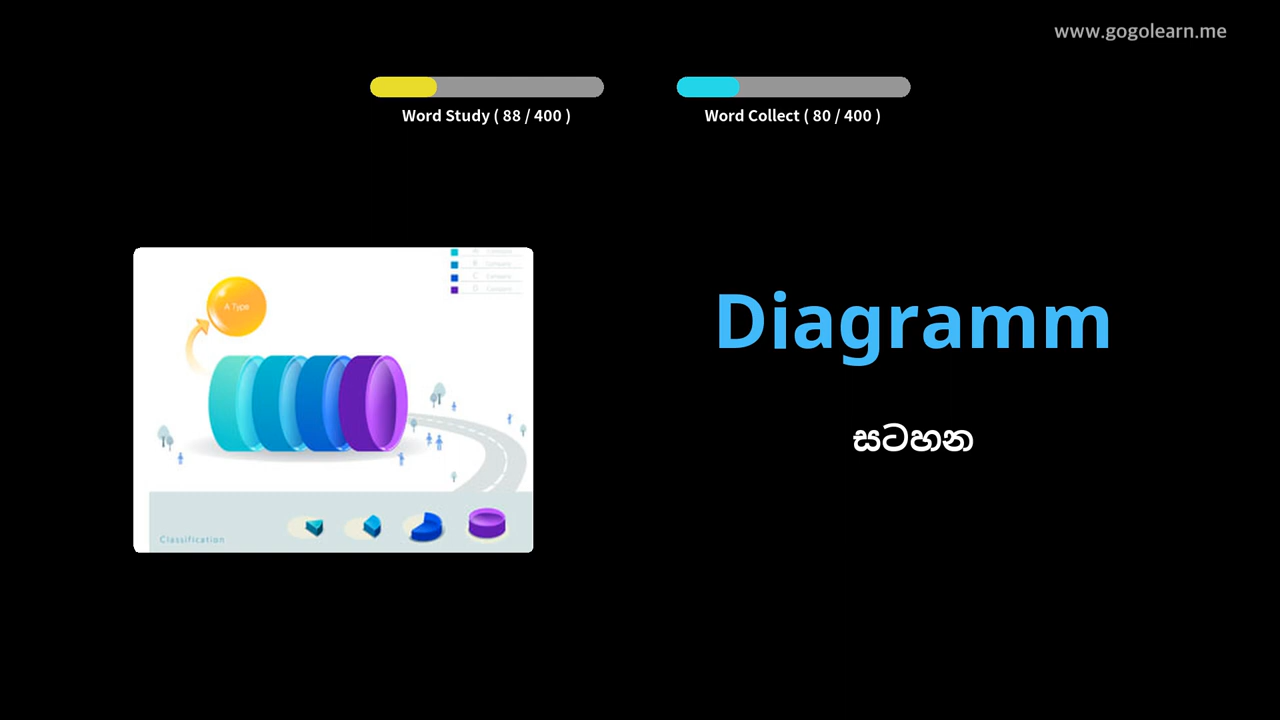 www.gogolearn.me
Word Study ( 88 / 400 )
Word Collect ( 80 / 400 )
A Type
Diagramm
සටහන
Classification